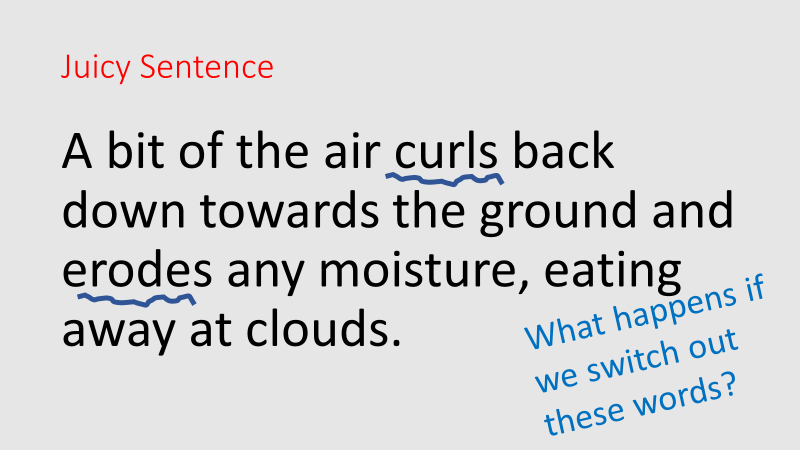 Juicy Sentence
A bit of the air curls back
down towards the ground and
erodes any moisture, eating
away at clouds.
What happens if
we switch out
these words?